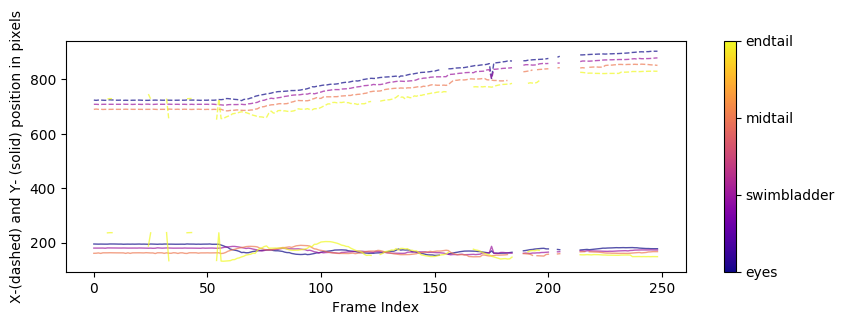 X-(dashed) and Y- (solid) position in pixels
800
600
400
200
0
50
100
150
200
250
Frame Index
endtail
midtail
swimbladder
eyes